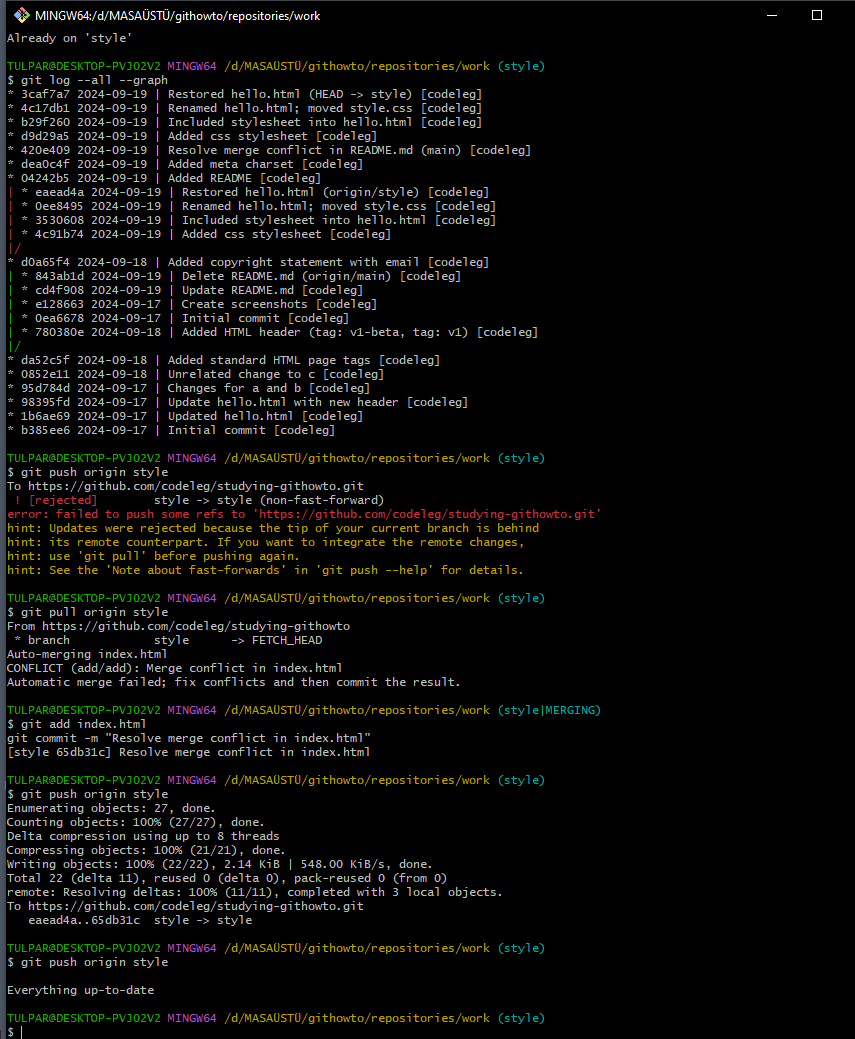 MINGW64:/d/MASAÜSTÜ/githowto/repositories/work
Already on 'style'
TULPAR@DESKTOP-PVJO2V2 MINGW64 /d/MASAÜSTÜ/githowto/repositories/work (style)
$ git log --all --graph
* 3caf7a7 2024-09-19 | Restored hello.html (HEAD -> style) [codeleg]
* 4c17db1 2024-09-19 | Renamed hello.html; moved style.css [codeleg]
* b29f260 2024-09-19 | Included stylesheet into hello.html [codeleg]
* d9d29a5 2024-09-19 | Added css stylesheet [codeleg]
* 420e409 2024-09-19 | Resolve merge conflict in README.md (main) [codeleg]
* dea0c4f 2024-09-19 | Added meta charset [codeleg]
* 04242b5 2024-09-19 | Added README [codeleg]
| * eaead4a 2024-09-19 | Restored hello.html (origin/style) [codeleg]
| * 0ee8495 2024-09-19 | Renamed hello.html; moved style.css [codeleg]
| * 3530608 2024-09-19 | Included stylesheet into hello.html [codeleg]
| * 4c91b74 2024-09-19 | Added css stylesheet [codeleg]
|/
* d0a65f4 2024-09-18 | Added copyright statement with email [codeleg]
| * 843ab1d 2024-09-19 | Delete README.md (origin/main) [codeleg]
| * cd4f908 2024-09-19 | Update README.md [codeleg]
| * e128663 2024-09-17 | Create screenshots [codeleg]
| * 0ea6678 2024-09-17 | Initial commit [codeleg]
| * 780380e 2024-09-18 | Added HTML header (tag: v1-beta, tag: v1) [codeleg]
|/
* da52c5f 2024-09-18 | Added standard HTML page tags [codeleg]
* 0852e11 2024-09-18 | Unrelated change to c [codeleg]
* 95d784d 2024-09-17 | Changes for a and b [codeleg]
* 98395fd 2024-09-17 | Update hello.html with new header [codeleg]
* 1b6ae69 2024-09-17 | Updated hello.html [codeleg]
* b385ee6 2024-09-17 | Initial commit [codeleg]
TULPAR@DESKTOP-PVJO2V2 MINGW64 /d/MASAÜSTÜ/githowto/repositories/work (style)
$ git push origin style
To https://github.com/codeleg/studying-githowto.git
 ! [rejected]        style -> style (non-fast-forward)
error: failed to push some refs to 'https://github.com/codeleg/studying-githowto.git'
hint: Updates were rejected because the tip of your current branch is behind
hint: its remote counterpart. If you want to integrate the remote changes,
hint: use 'git pull' before pushing again.
hint: See the 'Note about fast-forwards' in 'git push --help' for details.
TULPAR@DESKTOP-PVJO2V2 MINGW64 /d/MASAÜSTÜ/githowto/repositories/work (style)
$ git pull origin style
From https://github.com/codeleg/studying-githowto
 * branch            style      -> FETCH_HEAD
Auto-merging index.html
CONFLICT (add/add): Merge conflict in index.html
Automatic merge failed; fix conflicts and then commit the result.
TULPAR@DESKTOP-PVJO2V2 MINGW64 /d/MASAÜSTÜ/githowto/repositories/work (style|MERGING)
$ git add index.html
git commit -m "Resolve merge conflict in index.html"
[style 65db31c] Resolve merge conflict in index.html
TULPAR@DESKTOP-PVJO2V2 MINGW64 /d/MASAÜSTÜ/githowto/repositories/work (style)
$ git push origin style
Enumerating objects: 27, done.
Counting objects: 100% (27/27), done.
Delta compression using up to 8 threads
Compressing objects: 100% (21/21), done.
Writing objects: 100% (22/22), 2.14 KiB | 548.00 KiB/s, done.
Total 22 (delta 11), reused 0 (delta 0), pack-reused 0 (from 0)
remote: Resolving deltas: 100% (11/11), completed with 3 local objects.
To https://github.com/codeleg/studying-githowto.git
   eaead4a..65db31c  style -> style
TULPAR@DESKTOP-PVJO2V2 MINGW64 /d/MASAÜSTÜ/githowto/repositories/work (style)
$ git push origin style
Everything up-to-date
TULPAR@DESKTOP-PVJO2V2 MINGW64 /d/MASAÜSTÜ/githowto/repositories/work (style)
$